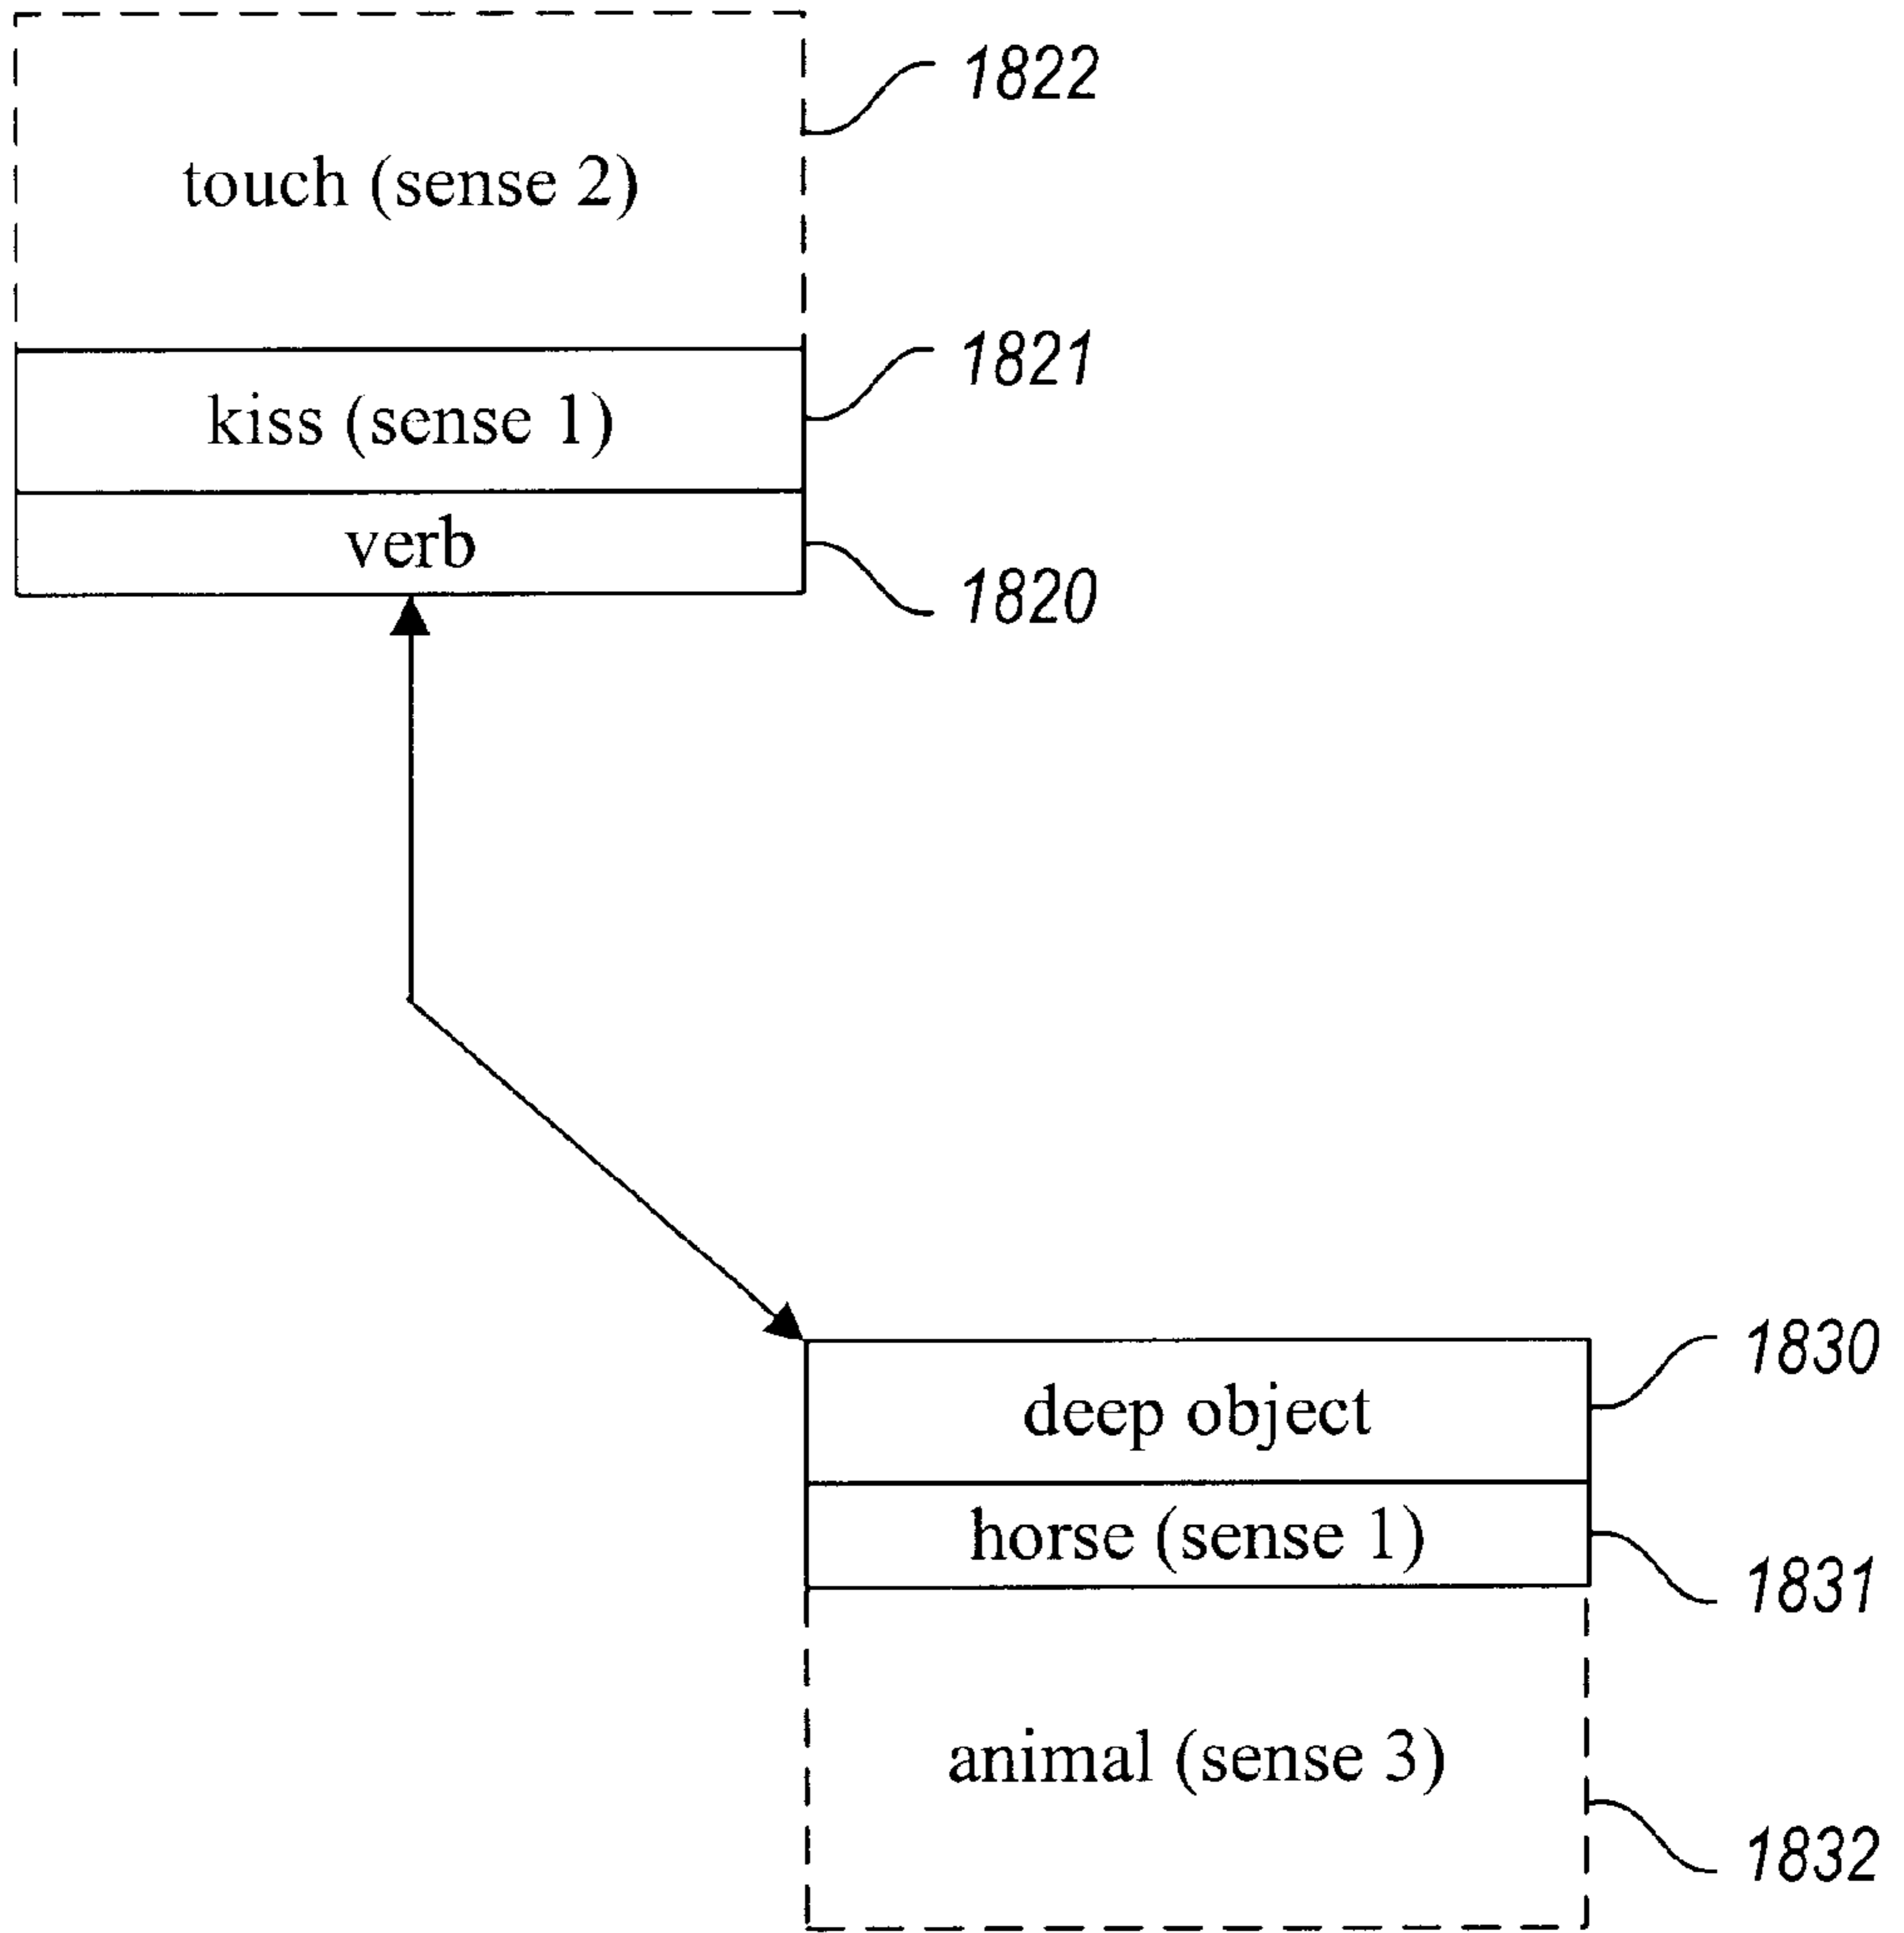 1822
touch (sense 2)
1821
kiss (sense 1)
verb
1820
1830
deep object
horse (sense 1)
1831
animal (sense 3)
1832